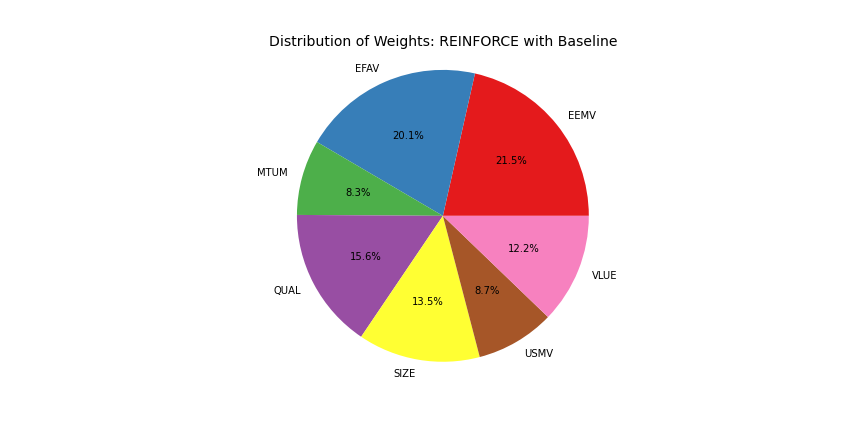 Distribution of Weights: REINFORCE with Baseline
EFAV
EEMV
20.1%
21.5%
MTUM
8.3%
12.2%
15.6%
VLUE
QUAL
8.7%
13.5%
USMV
SIZE